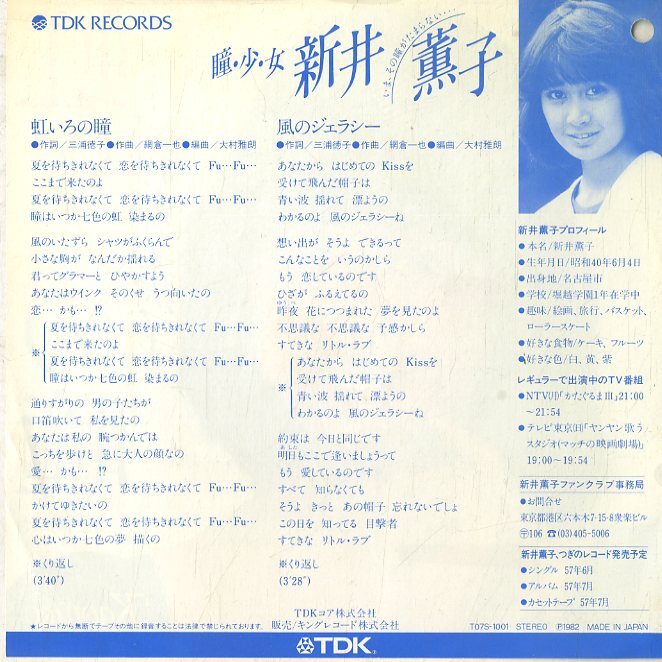 TDK RECORDS
瞳・少・女 新井薫子
いま、その瞳がたまらない…
虹いろの瞳
●作詞/三浦徳子●作曲/網倉一也●編曲/大村雅朗
夏を待ちきれなくて 恋を待ちきれなくて Fu…Fu…
ここまで来たのよ
夏を待ちきれなくて 恋を待ちきれなくて Fu…Fu…
瞳はいつか七色の虹 染まるの
風のいたずら シャツがふくらんで
小さな胸が なんだか揺れる
君ってグラマーと ひやかすよう
あなたはウインク そのくせ うつ向いたの
恋… かも… !?
※
夏を待ちきれなくて 恋を待ちきれなくて Fu…Fu…
ここまで来たのよ
夏を待ちきれなくて 恋を待ちきれなくて Fu…Fu…
瞳はいつか七色の虹 染まるの
通りすがりの 男の子たちが
口笛吹いて 私を見たの
あなたは私の 腕つかんでは
こっちを歩けと 急に大人の顔なの
愛… かも… !?
夏を待ちきれなくて 恋を待ちきれなくて Fu…Fu…
かけてゆきたいの
夏を待ちきれなくて 恋を待ちきれなくて Fu…Fu…
心はいつか七色の夢 描くの
※くり返し
(3'40")
風のジェラシー
●作詞/三浦徳子●作曲/網倉一也●編曲/大村雅朗
あなたから はじめての Kissを
受けて飛んだ帽子は
青い波 揺れて 漂ようの
わかるのよ 風のジェラシーね
想い出が そうよ できるって
こんなことを いうのかしら
もう 恋しているのです
ひざが ふるえてるの
昨夜 花につつまれた 夢を見たのよ
不思議な 不思議な 予感かしら
すてきな リトル・ラブ
※
あなたから はじめての Kissを
受けて飛んだ帽子は
青い波 揺れて 漂ようの
わかるのよ 風のジェラシーね
約束は 今日と同じです
明日もここで逢いましょうって
もう 愛しているのです
すべて 知らなくても
そうよ きっと あの帽子 忘れないでしょ
この日を 知ってる 目撃者
すてきな リトル・ラブ
※くり返し
(3'28")
新井薫子プロフィール
●本名/新井薫子
●生年月日/昭和40年6月4日
●出身地/名古屋市
●学校/堀越学園1年在学中
●趣味/絵画、旅行、バスケット、
ローラースケート
●好きな食物/ケーキ、フルーツ
●好きな色/白、黄、紫
レギュラーで出演中のTV番組
●NTV(月)「かたぐるまIII」21:00
〜21:54
●テレビ東京(日)「ヤンヤン歌う
スタジオ(マッチの映画劇場)」
19:00〜19:54
新井薫子ファンクラブ事務局
●お問合せ
東京都港区六本木7-15-8衆楽ビル
〒106 ☎(03)405-5006
新井薫子、つぎのレコード発売予定
●シングル 57年6月
●アルバム 57年7月
●カセットテープ 57年7月
TDKコア株式会社
販売/キングレコード株式会社
★レコードから無断でテープその他に録音することは法律で禁じられております。
T07S-1001 STEREO Ⓟ1982 MADE IN JAPAN
TDK